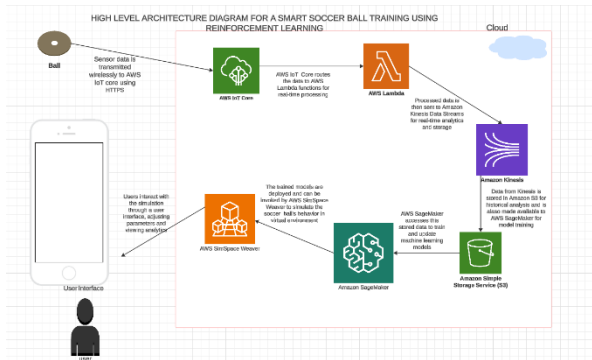 HIGH LEVEL ARCHITECTURE DIAGRAM FOR A SMART SOCCER BALL TRAINING USING
REINFORCEMENT LEARNING
Cloud
Ball
Sensor data is
transmitted
wirelessly to AWS
IoT core using
HTTPS
AWS IoT Core
AWS IoT Core routes
the data to AWS
Lambda functions for
real-time processing
AWS Lambda
Processed data is
then sent to Amazon
Kinesis Data Streams
for real-time analytics
and storage
Amazon Kinesis
Data from Kinesis is
stored in Amazon S3 for
historical analysis and is
also made available to
AWS SageMaker for
model training
Amazon Simple
Storage Service (S3)
AWS SageMaker
accesses the
stored data to train
and update
machine learning
models
Amazon SageMaker
The trained models are
deployed and can be
invoked by AWS SimSpace
Weaver to simulate the
soccer ball's behavior in
virtual environment
AWS SimSpace Weaver
Users interact with
the simulation
through a user
interface, adjusting
parameters and
viewing analytics
User Interface
user